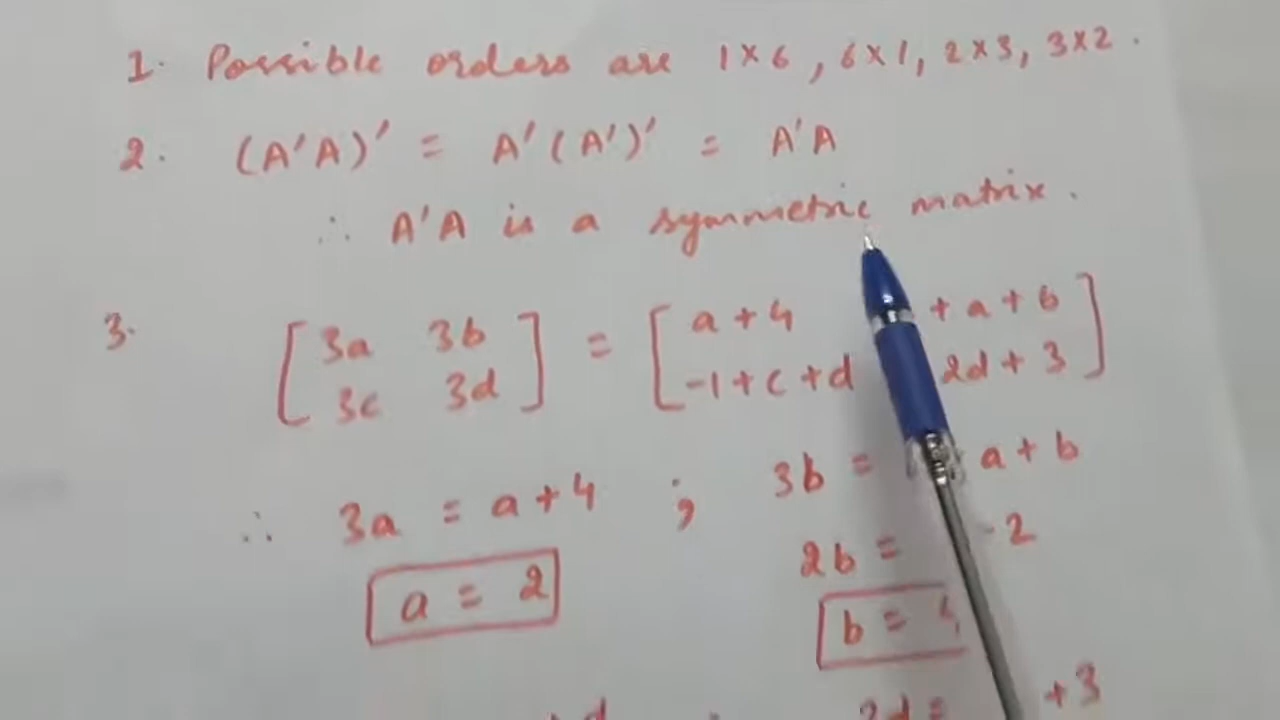 1. Possible orders are 1×6, 6×1, 2×3, 3×2.
2. (A'A)' = A'(A')' = A'A
∴ A'A is a symmetric matrix.
3. [3a 3b] = [a+4 +a+b]
[3c 3d] [-1+c+d 2d+3]
∴ 3a = a+4 ; 3b = +a+b
a = 2 2b = -2
b =
+3